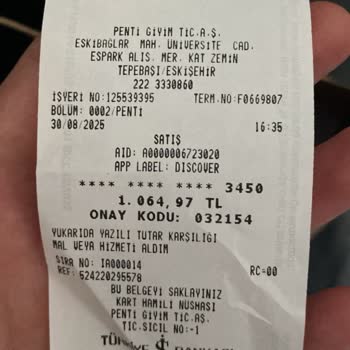 PENTİ GİYİM TİC.A.Ş.
ESKİBAĞLAR MAH. ÜNİVERSİTE CAD.
ESPARK ALIŞ. MER. KAT ZEMİN
TEPEBAŞI/ESKİŞEHİR
222 3330860
İŞYERİ NO:125539395 TERM.NO:F0669807
BÖLÜM: 0002/PENTİ
30/08/2025 16:35
SATIŞ
AID: A0000006723020
APP LABEL: DISCOVER
**** **** **** 3450
1.064,97 TL
ONAY KODU: 032154
YUKARIDA YAZILI TUTAR KARŞILIĞI
MAL VEYA HİZMETİ ALDIM
SIRA NO: IA000014 RC=00
REF: 524220295578
BU BELGEYİ SAKLAYINIZ
KART HAMİLİ NÜSHASI
PENTİ GİYİM TİC.AŞ.
TİC.SİCİL NO:-1